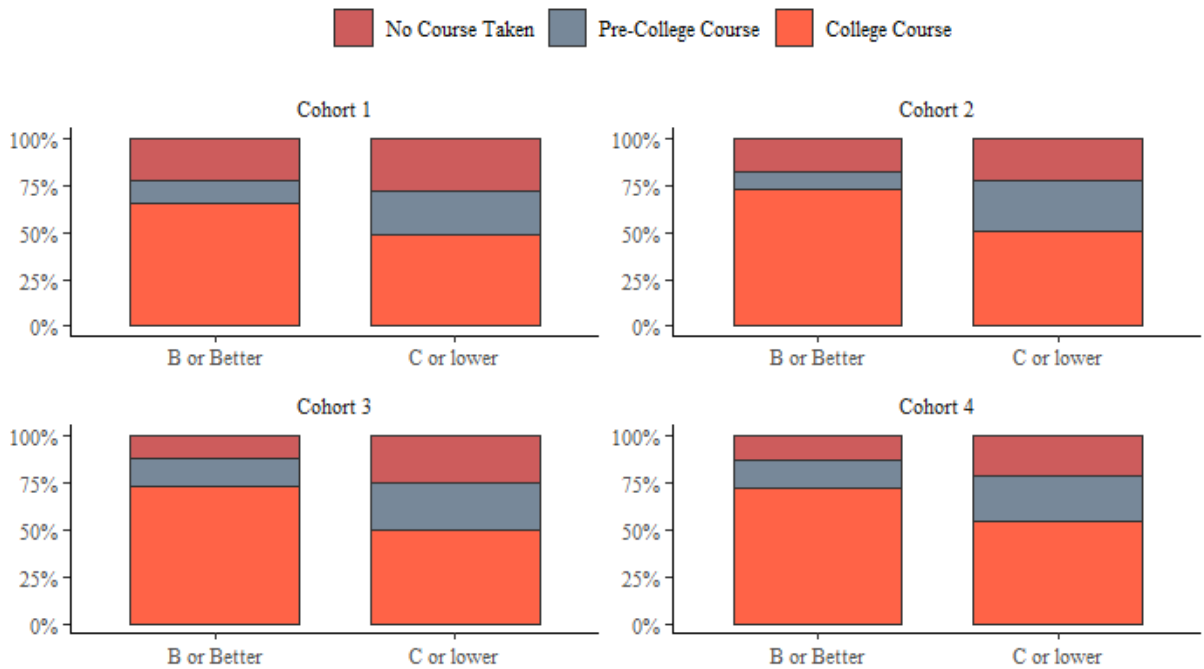 No Course Taken Pre-College Course College Course
Cohort 1
100%
75%
50%
25%
0%
B or Better C or lower
Cohort 2
100%
75%
50%
25%
0%
B or Better C or lower
Cohort 3
100%
75%
50%
25%
0%
B or Better C or lower
Cohort 4
100%
75%
50%
25%
0%
B or Better C or lower